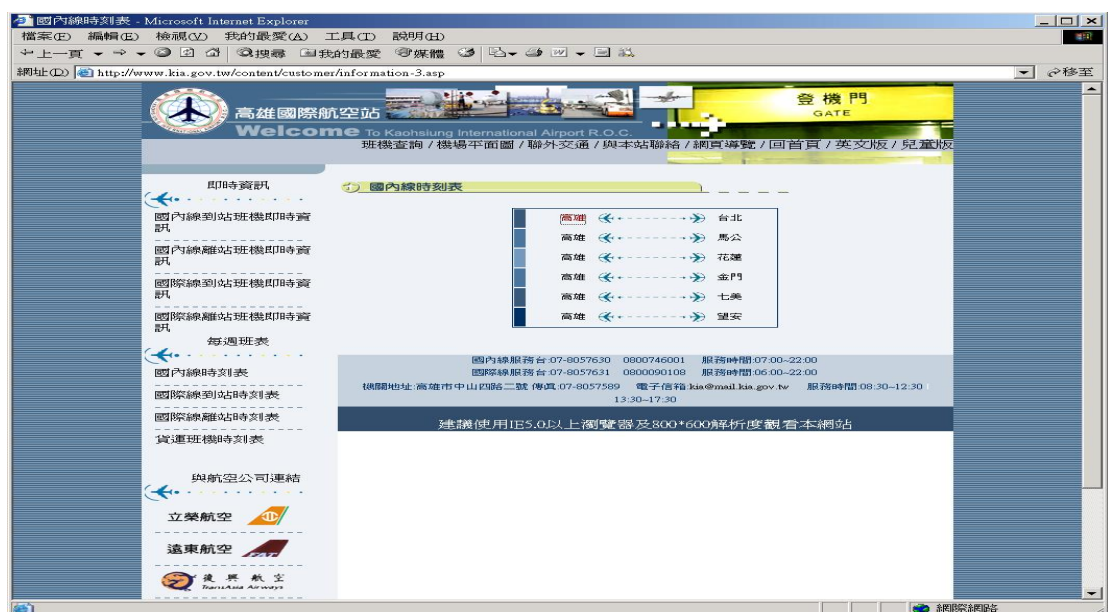 國內線時刻表 - Microsoft Internet Explorer
檔案(F) 編輯(E) 檢視(V) 我的最愛(A) 工具(T) 說明(H)
上一頁 搜尋 我的最愛 媒體
網址(D) http://www.kia.gov.tw/content/customer/information-3.asp 移至
高雄國際航空站
登機門
GATE
Welcome To Kaohsiung International Airport R.O.C.
班機查詢 / 機場平面圖 / 聯外交通 / 與本站聯絡 / 網頁導覽 / 回首頁 / 英文版 / 兒童版
即時資訊
國內線到站班機即時資訊
國內線離站班機即時資訊
國際線到站班機即時資訊
國際線離站班機即時資訊
每週班表
國內線時刻表
國際線到站時刻表
國際線離站時刻表
貨運班機時刻表
與航空公司連結
立榮航空
遠東航空
復興航空
TransAsia Airways
國內線時刻表
高雄 台北
高雄 馬公
高雄 花蓮
高雄 金門
高雄 七美
高雄 望安
國內線服務台:07-8057630 0800746001 服務時間:07:00~22:00
國際線服務台:07-8057631 0800090108 服務時間:06:00~22:00
機關地址:高雄市中山四路二號 傳真:07-8057589 電子信箱:kia@mail.kia.gov.tw 服務時間:08:30~12:30
13:30~17:30
建議使用IE5.0以上瀏覽器及800*600解析度觀看本網站
網際網路